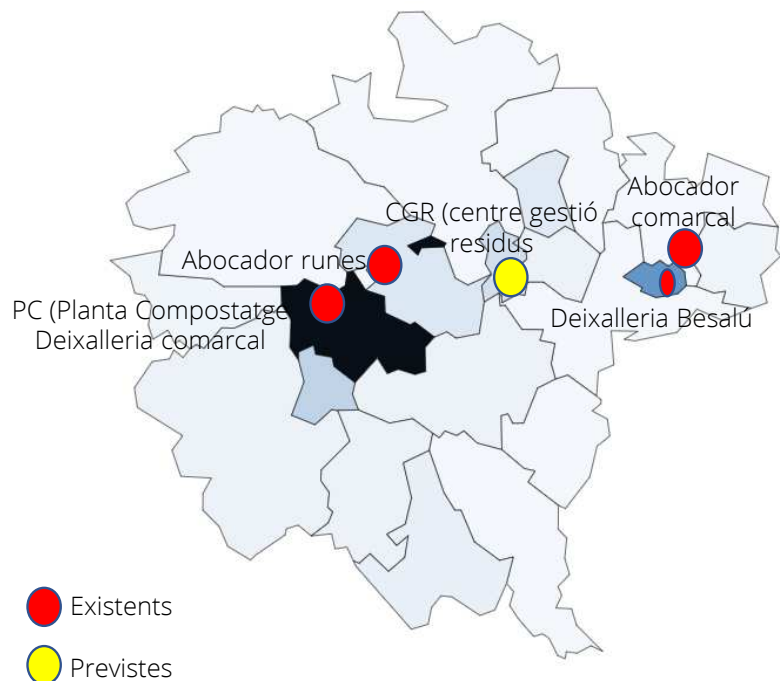 Abocador
comarcal
CGR (centre gestió
residus
Abocador runes
PC (Planta Compostatge
Deixalleria comarcal
Deixalleria Besalú
Existents
Previstes